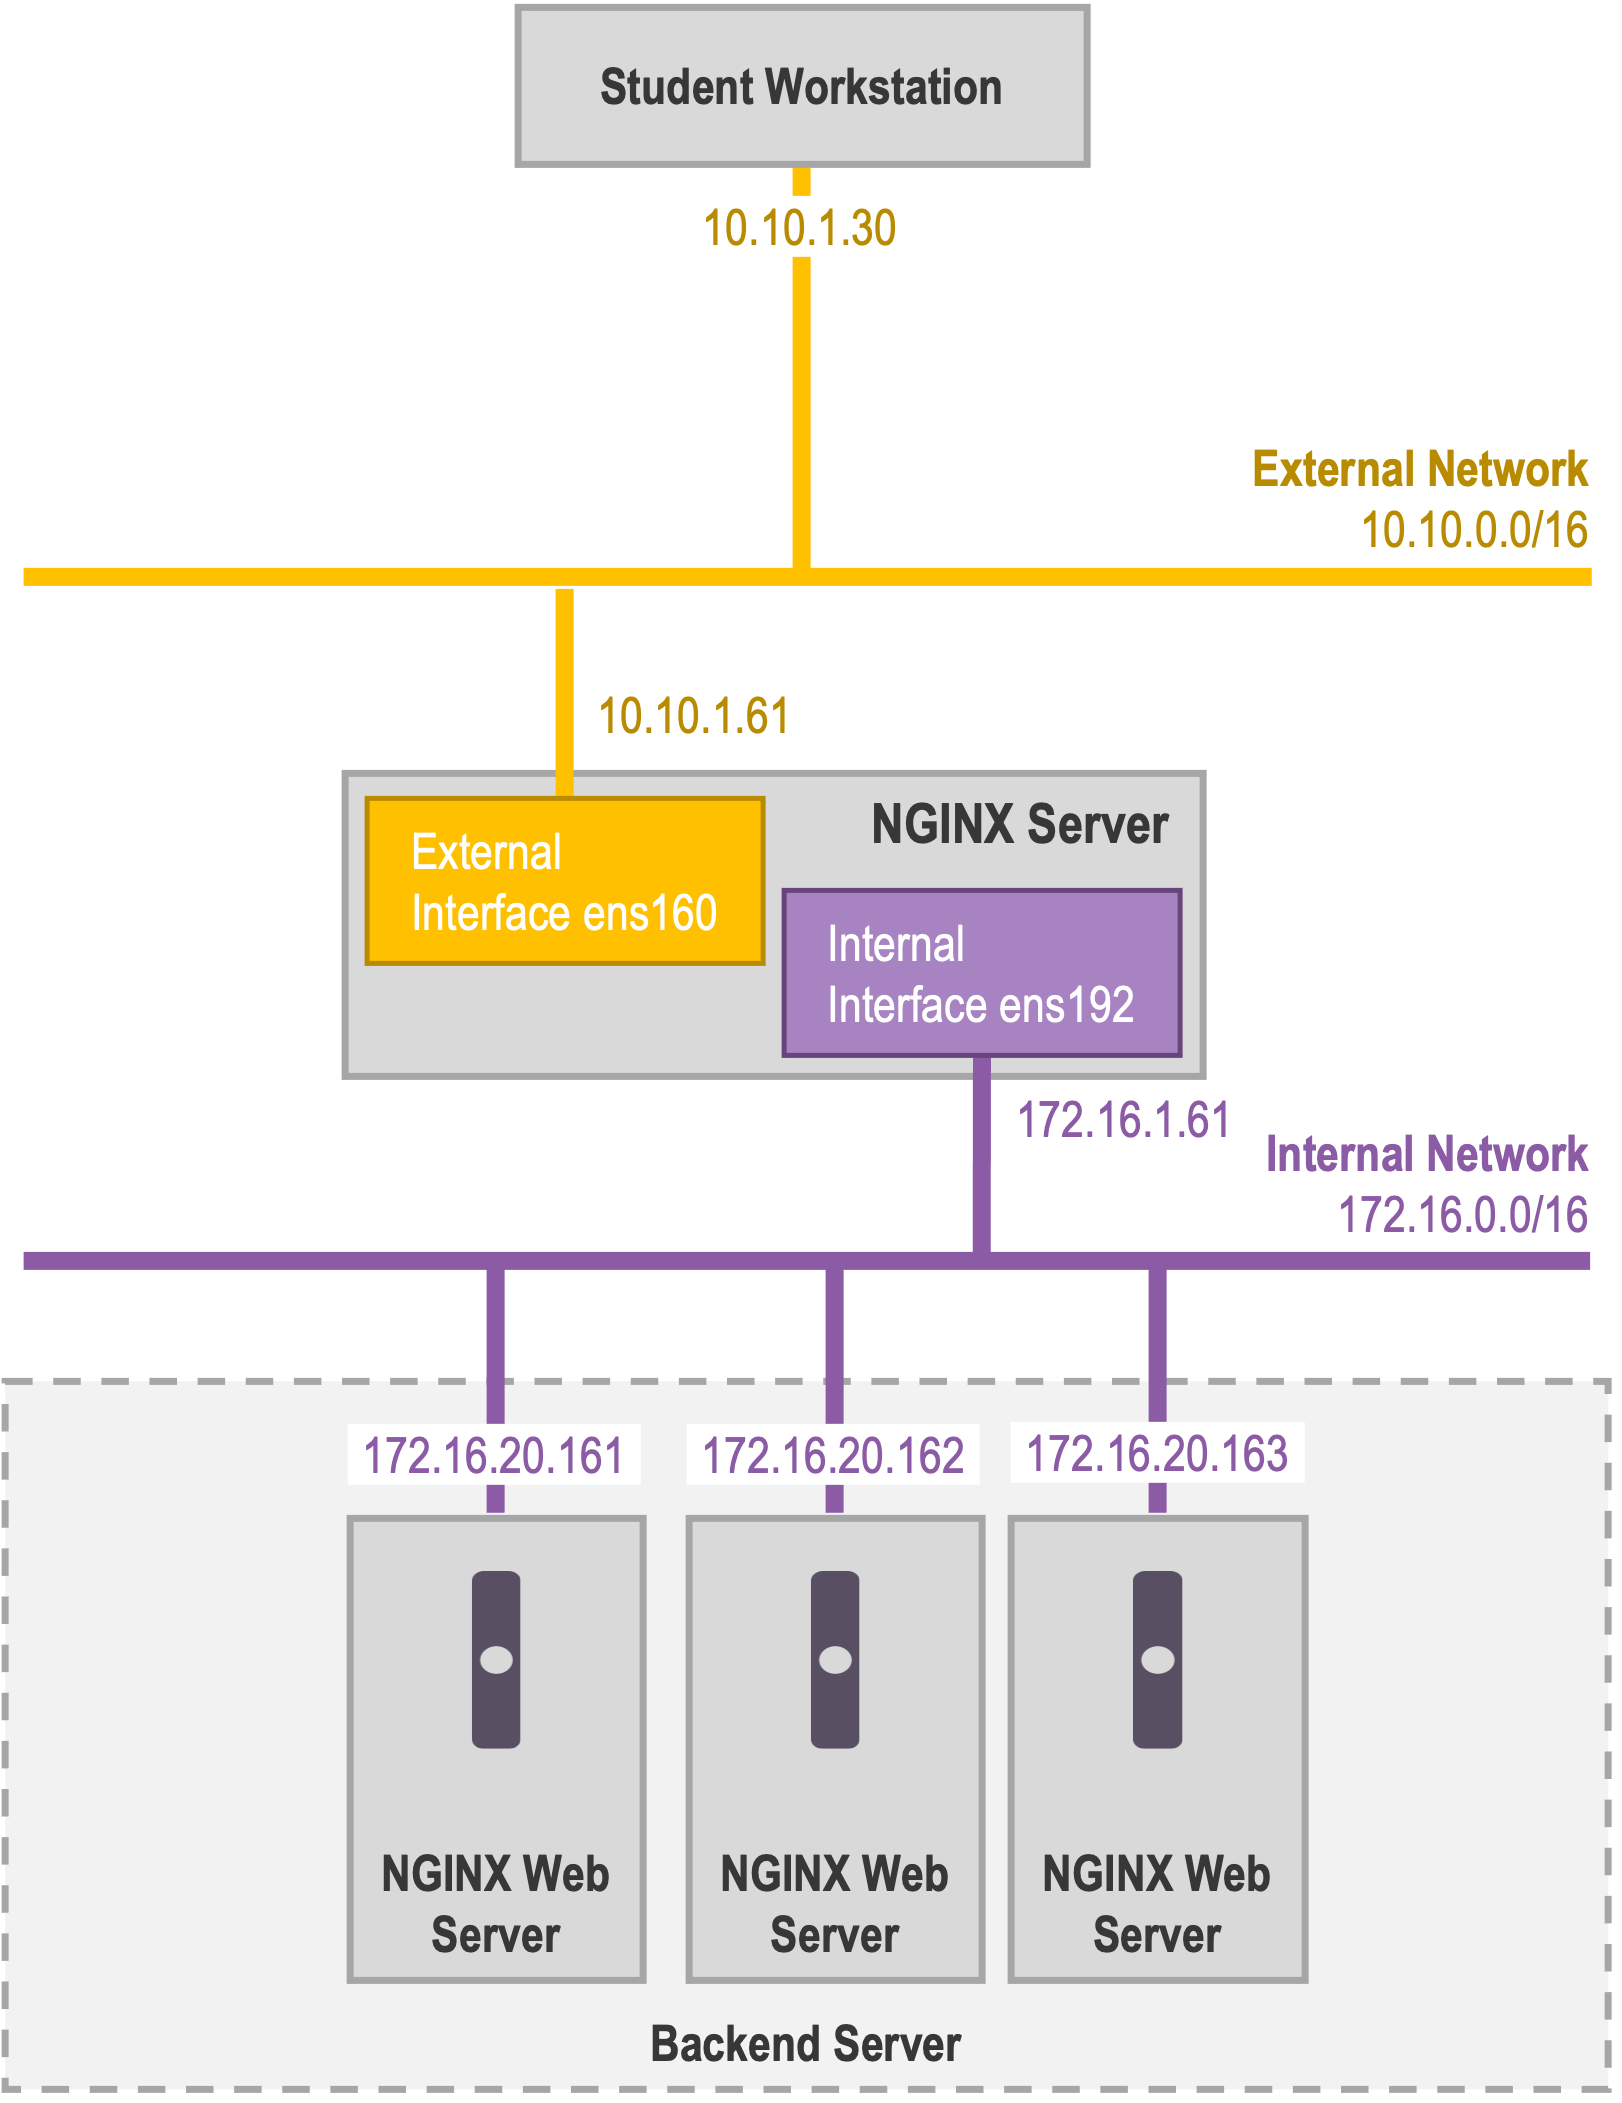 Student Workstation
10.10.1.30
External Network
10.10.0.0/16
10.10.1.61
NGINX Server
External
Interface ens160
Internal
Interface ens192
172.16.1.61
Internal Network
172.16.0.0/16
172.16.20.161
172.16.20.162
172.16.20.163
NGINX Web
Server
NGINX Web
Server
NGINX Web
Server
Backend Server